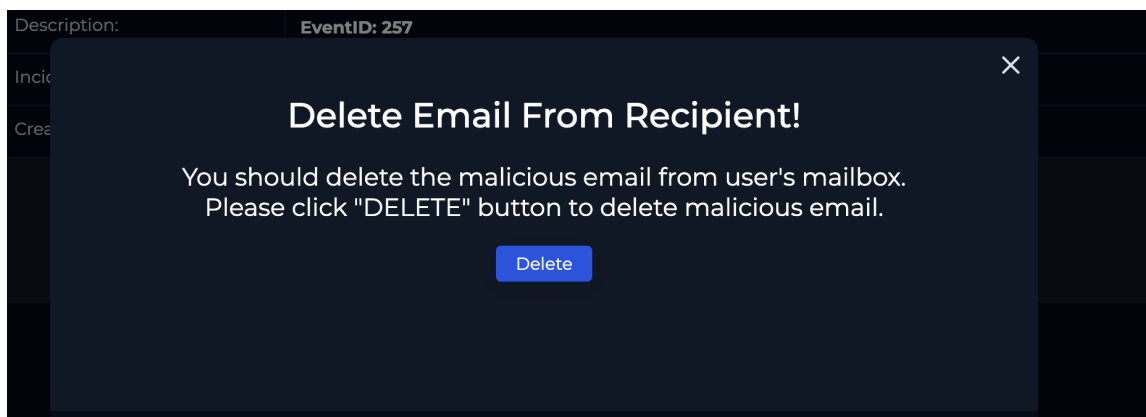 Description: EventID: 257
Delete Email From Recipient!
You should delete the malicious email from user's mailbox.
Please click "DELETE" button to delete malicious email.
Delete